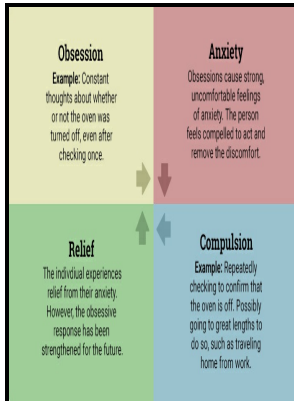 Obsession
Example: Constant
thoughts about whether
or not the oven was
turned off, even after
checking once.
Anxiety
Obsessions cause strong,
uncomfortable feelings
of anxiety. The person
feels compelled to act and
remove the discomfort.
Relief
The individual experiences
relief from their anxiety.
However, the obsessive
response has been
strengthened for the future.
Compulsion
Example: Repeatedly
checking to confirm that
the oven is off. Possibly
going to great lengths to
do so, such as traveling
home from work.